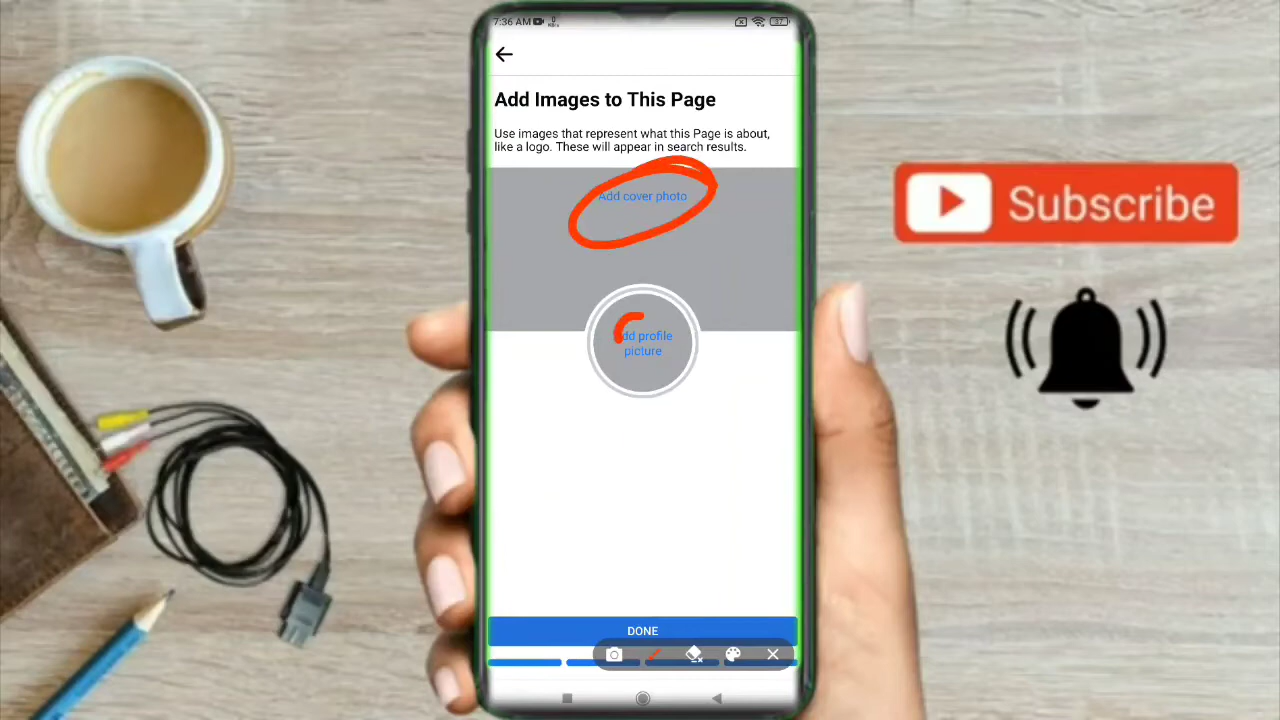 7:36 AM
37
Add Images to This Page
Use images that represent what this Page is about,
like a logo. These will appear in search results.
Add cover photo
dd profile
picture
DONE
Subscribe